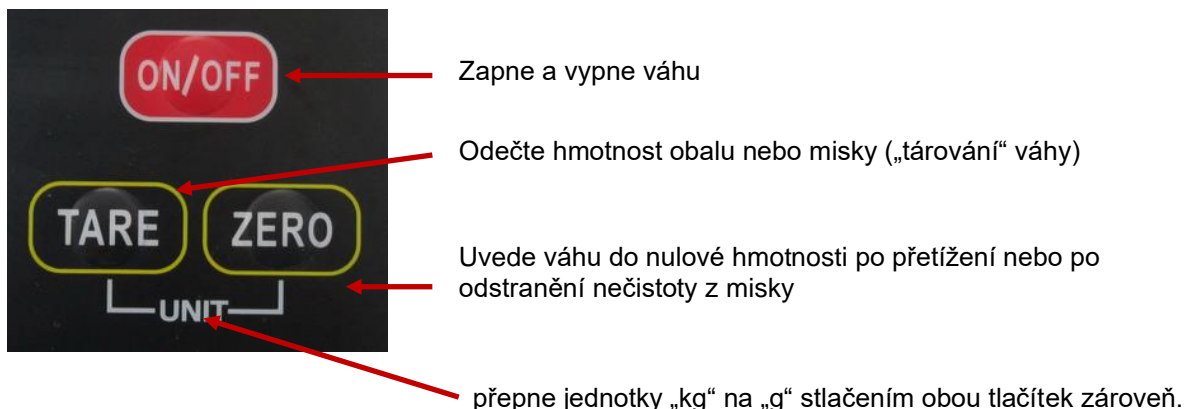 ON/OFF
Zapne a vypne váhu
Odečte hmotnost obalu nebo misky („tárování“ váhy)
TARE
ZERO
Uvede váhu do nulové hmotnosti po přetížení nebo po
odstranění nečistoty z misky
UNIT
přepne jednotky „kg“ na „g“ stlačením obou tlačítek zároveň.